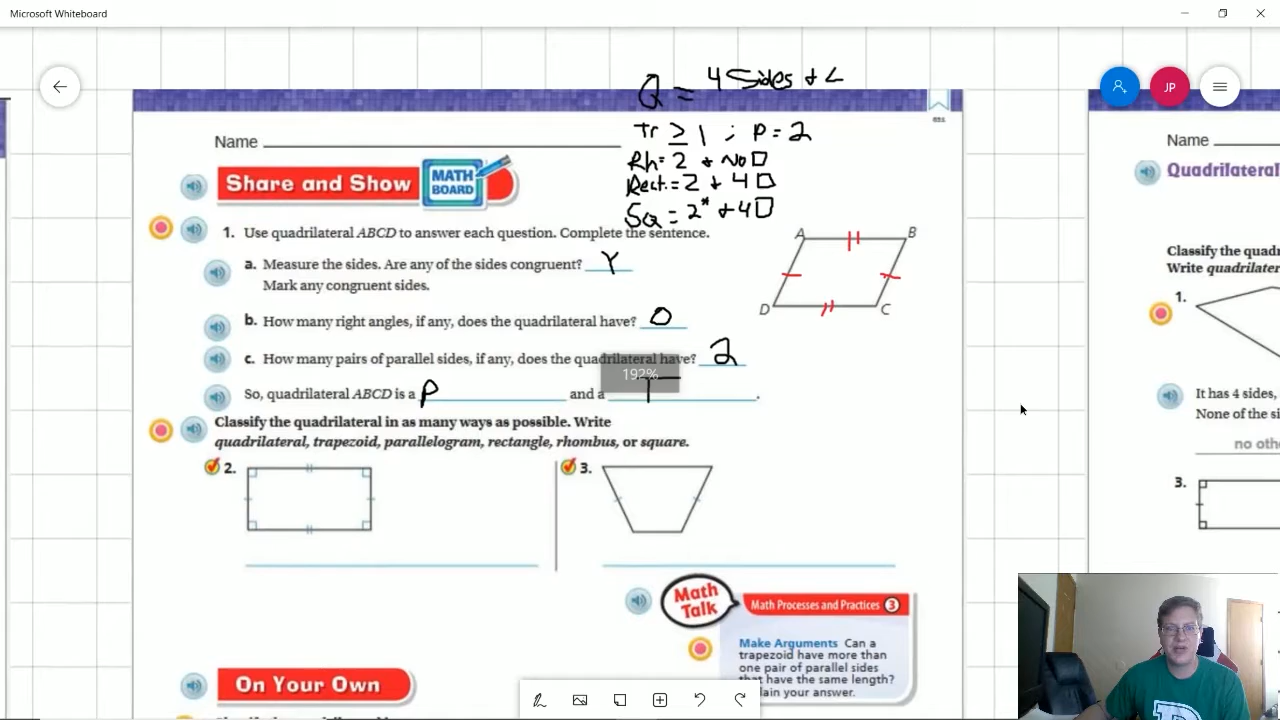 Microsoft Whiteboard
Q = 4 Sides + ∠
JP
Tr ≥ 1 ; P = 2
Rh = 2 + No □
Rect. = 2 + 4 □
SQ = 2* + 4 □
Name
Share and Show MATH BOARD
1. Use quadrilateral ABCD to answer each question. Complete the sentence.
a. Measure the sides. Are any of the sides congruent? Y
Mark any congruent sides.
b. How many right angles, if any, does the quadrilateral have? 0
c. How many pairs of parallel sides, if any, does the quadrilateral have? 2
192%
So, quadrilateral ABCD is a P and a T.
A B
D C
Classify the quadrilateral in as many ways as possible. Write
quadrilateral, trapezoid, parallelogram, rectangle, rhombus, or square.
2. 3.
Math Talk
Math Processes and Practices 3
Make Arguments Can a
trapezoid have more than
one pair of parallel sides
that have the same length?
lain your answer.
On Your Own
Name
Quadrilateral
Classify the qu
Write quadrilater
1.
It has 4 sides,
None of the si
no oth
3.